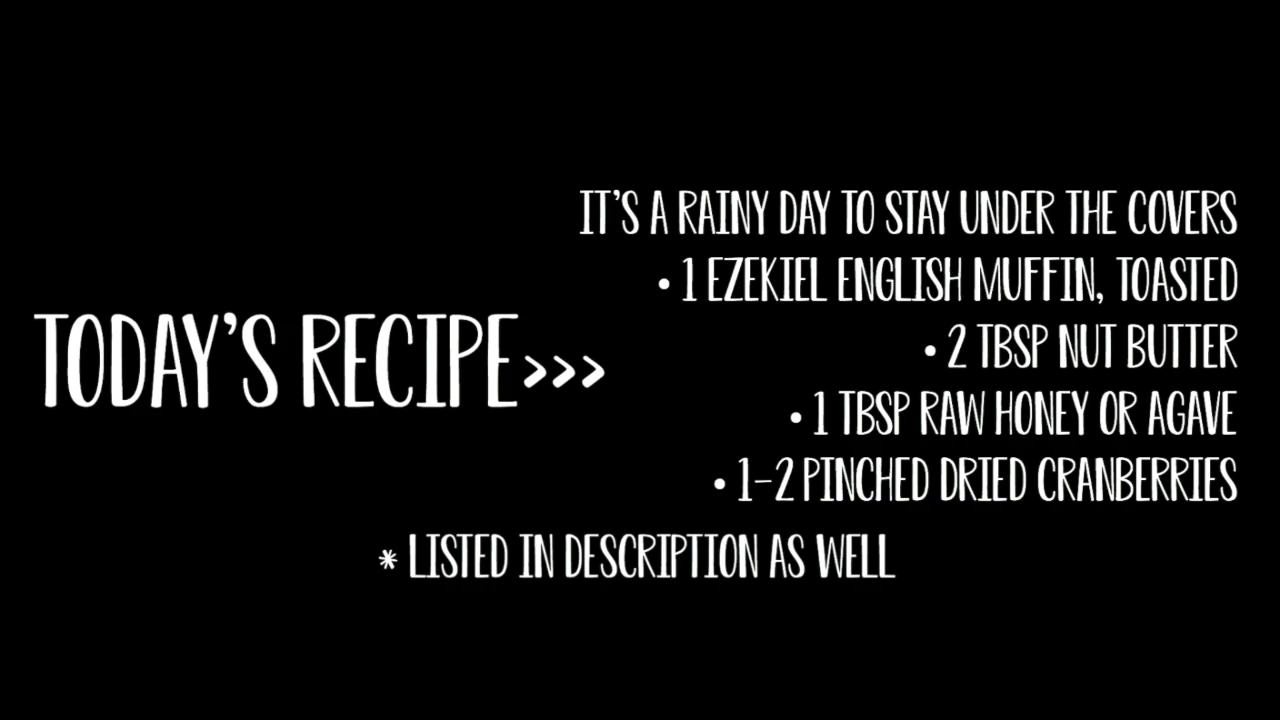 TODAY'S RECIPE>>>
IT'S A RAINY DAY TO STAY UNDER THE COVERS
• 1 EZEKIEL ENGLISH MUFFIN, TOASTED
• 2 TBSP NUT BUTTER
• 1 TBSP RAW HONEY OR AGAVE
• 1-2 PINCHED DRIED CRANBERRIES
* LISTED IN DESCRIPTION AS WELL